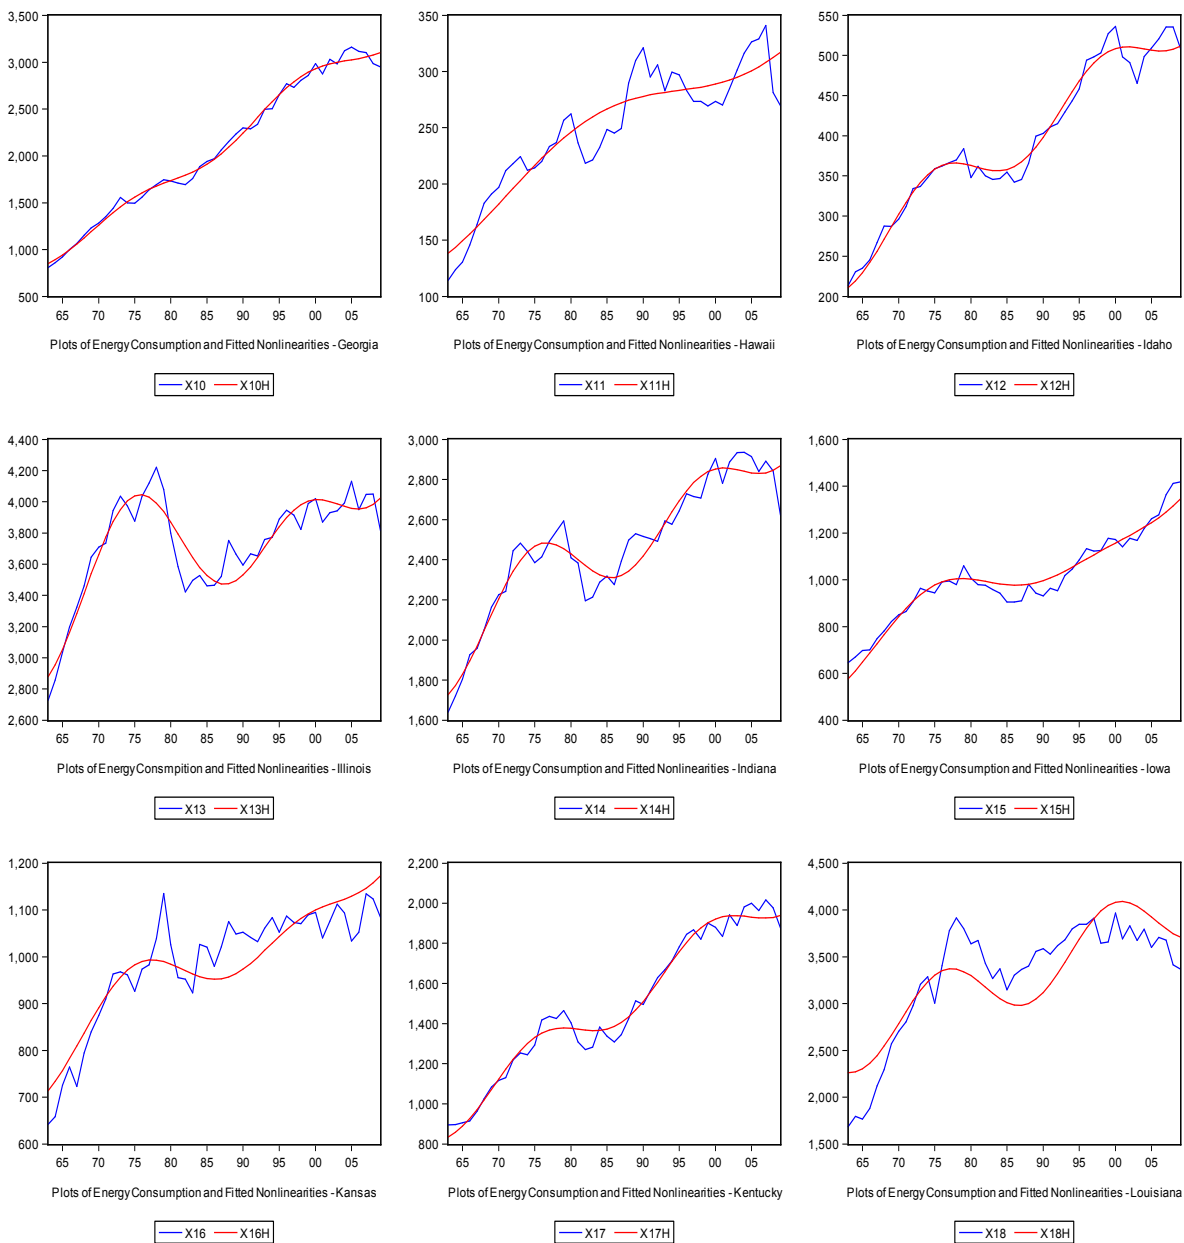 3,500
3,000
2,500
2,000
1,500
1,000
500
65 70 75 80 85 90 95 00 05
Plots of Energy Consumption and Fitted Nonlinearities - Georgia
X10 X10H
350
300
250
200
150
100
65 70 75 80 85 90 95 00 05
Plots of Energy Consumption and Fitted Nonlinearities - Hawaii
X11 X11H
550
500
450
400
350
300
250
200
65 70 75 80 85 90 95 00 05
Plots of Energy Consumption and Fitted Nonlinearities - Idaho
X12 X12H
4,400
4,200
4,000
3,800
3,600
3,400
3,200
3,000
2,800
2,600
65 70 75 80 85 90 95 00 05
Plots of Energy Consmpition and Fitted Nonlinearities - Illinois
X13 X13H
3,000
2,800
2,600
2,400
2,200
2,000
1,800
1,600
65 70 75 80 85 90 95 00 05
Plots of Energy Consumption and Fitted Nonlinearities - Indiana
X14 X14H
1,600
1,400
1,200
1,000
800
600
400
65 70 75 80 85 90 95 00 05
Plots of Energy Consumption and Fitted Nonlinearities - Iowa
X15 X15H
1,200
1,100
1,000
900
800
700
600
65 70 75 80 85 90 95 00 05
Plots of Energy Consumption and Fitted Nonlinearities - Kansas
X16 X16H
2,200
2,000
1,800
1,600
1,400
1,200
1,000
800
65 70 75 80 85 90 95 00 05
Plots of Energy Consumption and Fitted Nonlinearities - Kentucky
X17 X17H
4,500
4,000
3,500
3,000
2,500
2,000
1,500
65 70 75 80 85 90 95 00 05
Plots of Energy Consumption and Fitted Nonlinearities - Louisiana
X18 X18H